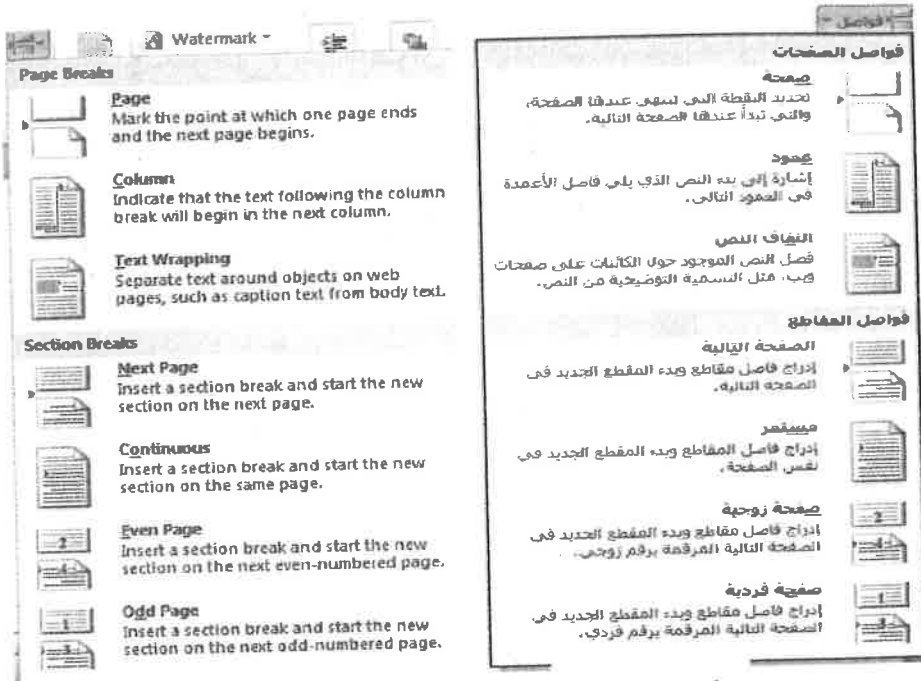 Watermark
Page Breaks
Page
Mark the point at which one page ends
and the next page begins.
Column
Indicate that the text following the column
break will begin in the next column.
Text Wrapping
Separate text around objects on web
pages, such as caption text from body text.
Section Breaks
Next Page
Insert a section break and start the new
section on the next page.
Continuous
Insert a section break and start the new
section on the same page.
2
4
Even Page
Insert a section break and start the new
section on the next even-numbered page.
1
3
Odd Page
Insert a section break and start the new
section on the next odd-numbered page.
فواصل
فواصل الصفحات
صفحة
تحديد النقطة التي تنتهي عندها الصفحة،
والتي تبدأ عندها الصفحة التالية.
عمود
إشارة إلى بدء النص الذي يلي فاصل الأعمدة
في العمود التالي.
التفاف النص
فصل النص الموجود حول الكائنات على صفحات
ويب، مثل التسمية التوضيحية من النص.
فواصل المقاطع
الصفحة التالية
إدراج فاصل مقاطع وبدء المقطع الجديد في
الصفحة التالية.
مستمر
إدراج فاصل المقاطع وبدء المقطع الجديد في
نفس الصفحة.
صفحة زوجية
إدراج فاصل مقاطع وبدء المقطع الجديد في
الصفحة التالية المرقمة برقم زوجي.
2
4
صفحة فردية
إدراج فاصل مقاطع وبدء المقطع الجديد في
الصفحة التالية المرقمة برقم فردي.
1
3